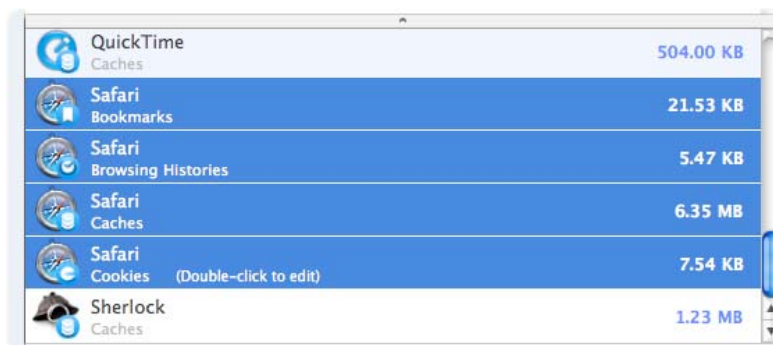 QuickTime
Caches
504.00 KB
Safari
Bookmarks
21.53 KB
Safari
Browsing Histories
5.47 KB
Safari
Caches
6.35 MB
Safari
Cookies (Double-click to edit)
7.54 KB
Sherlock
Caches
1.23 MB